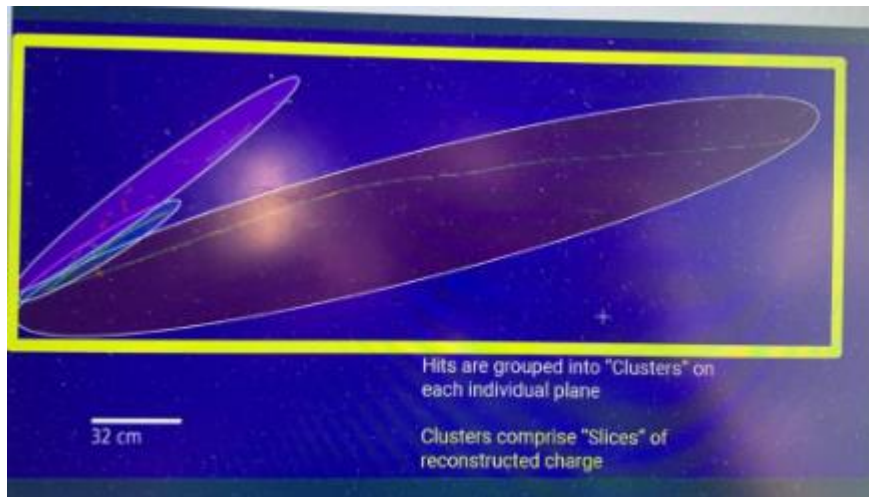 Hits are grouped into "Clusters" on
each individual plane
32 cm
Clusters comprise "Slices" of
reconstructed charge